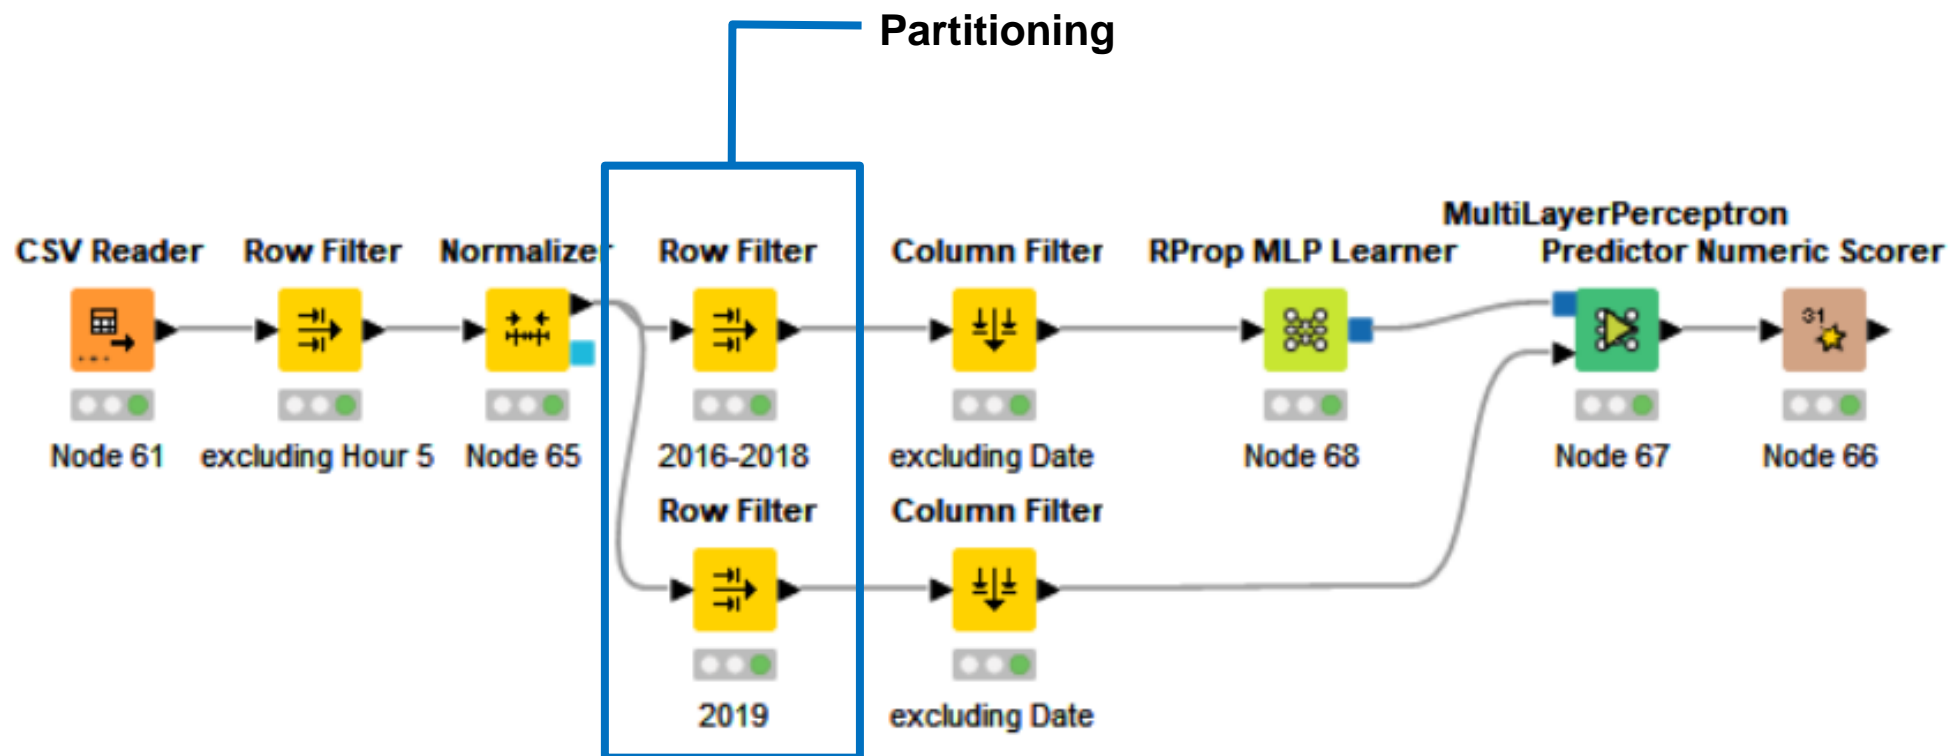 Partitioning
MultiLayerPerceptron
CSV Reader Row Filter Normalizer Row Filter Column Filter RProp MLP Learner Predictor Numeric Scorer
31
Node 61 excluding Hour 5 Node 65 2016-2018 excluding Date Node 68 Node 67 Node 66
Row Filter Column Filter
2019 excluding Date